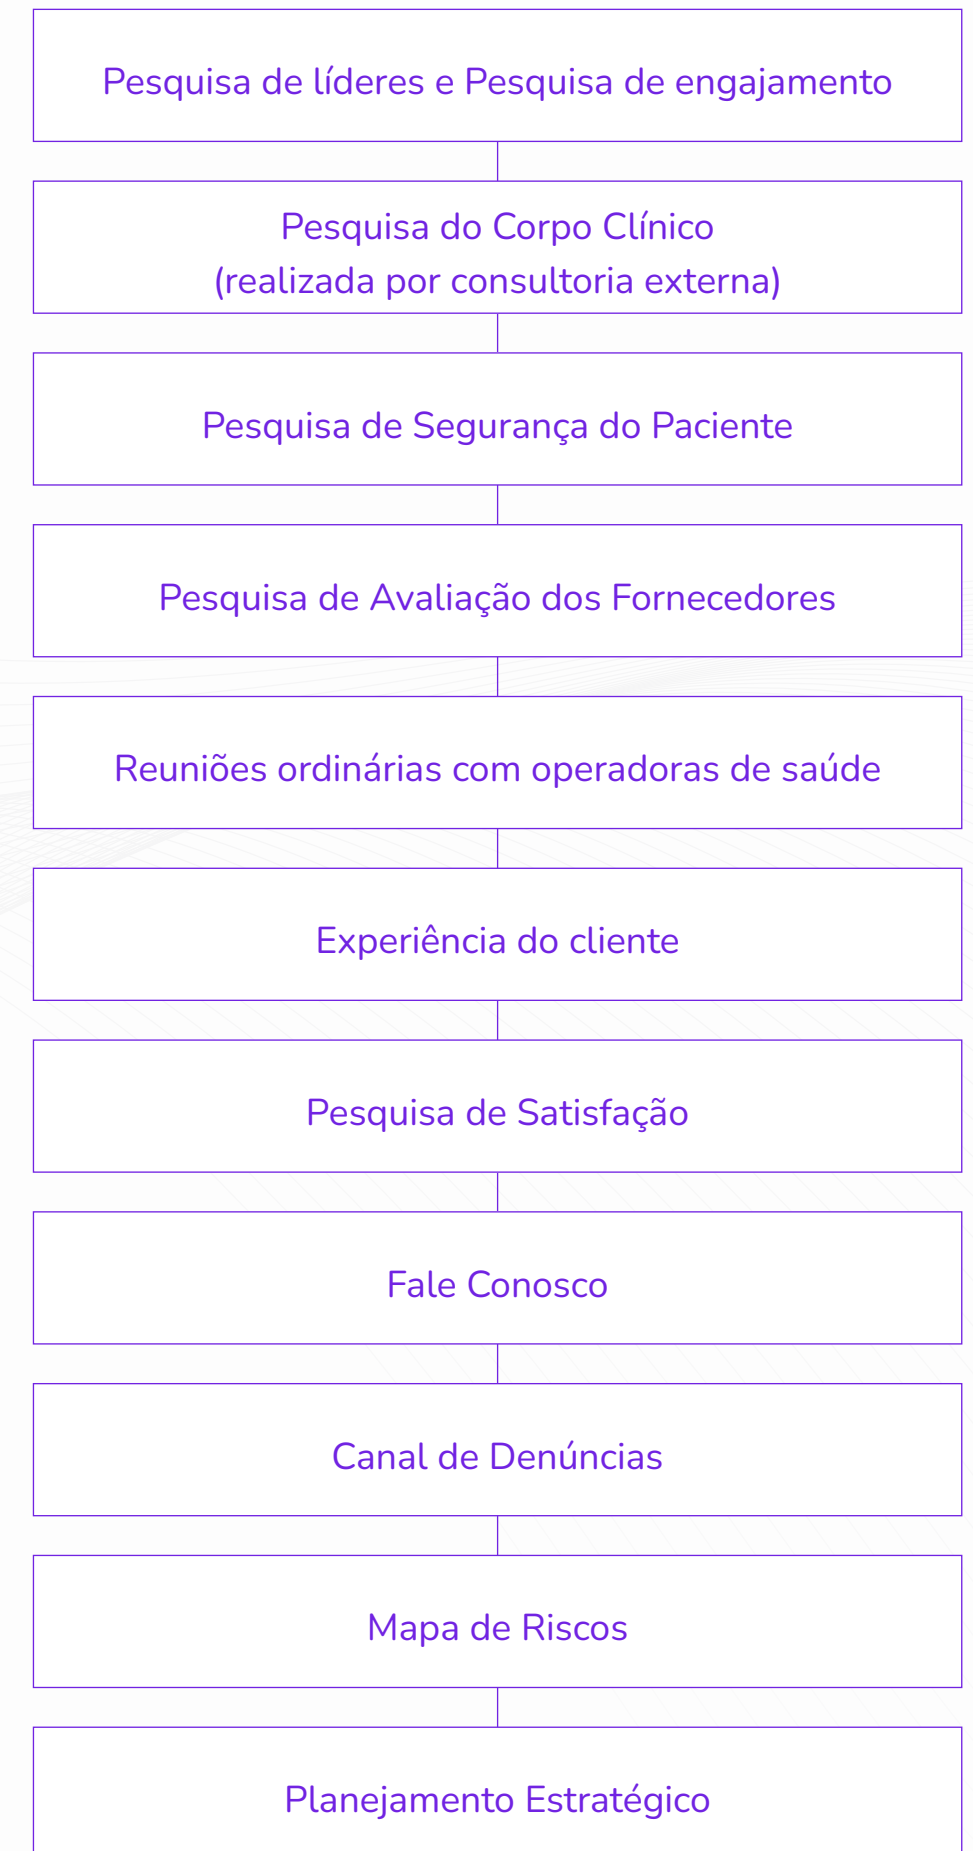 Pesquisa de líderes e Pesquisa de engajamento
Pesquisa do Corpo Clínico
(realizada por consultoria externa)
Pesquisa de Segurança do Paciente
Pesquisa de Avaliação dos Fornecedores
Reuniões ordinárias com operadoras de saúde
Experiência do cliente
Pesquisa de Satisfação
Fale Conosco
Canal de Denúncias
Mapa de Riscos
Planejamento Estratégico